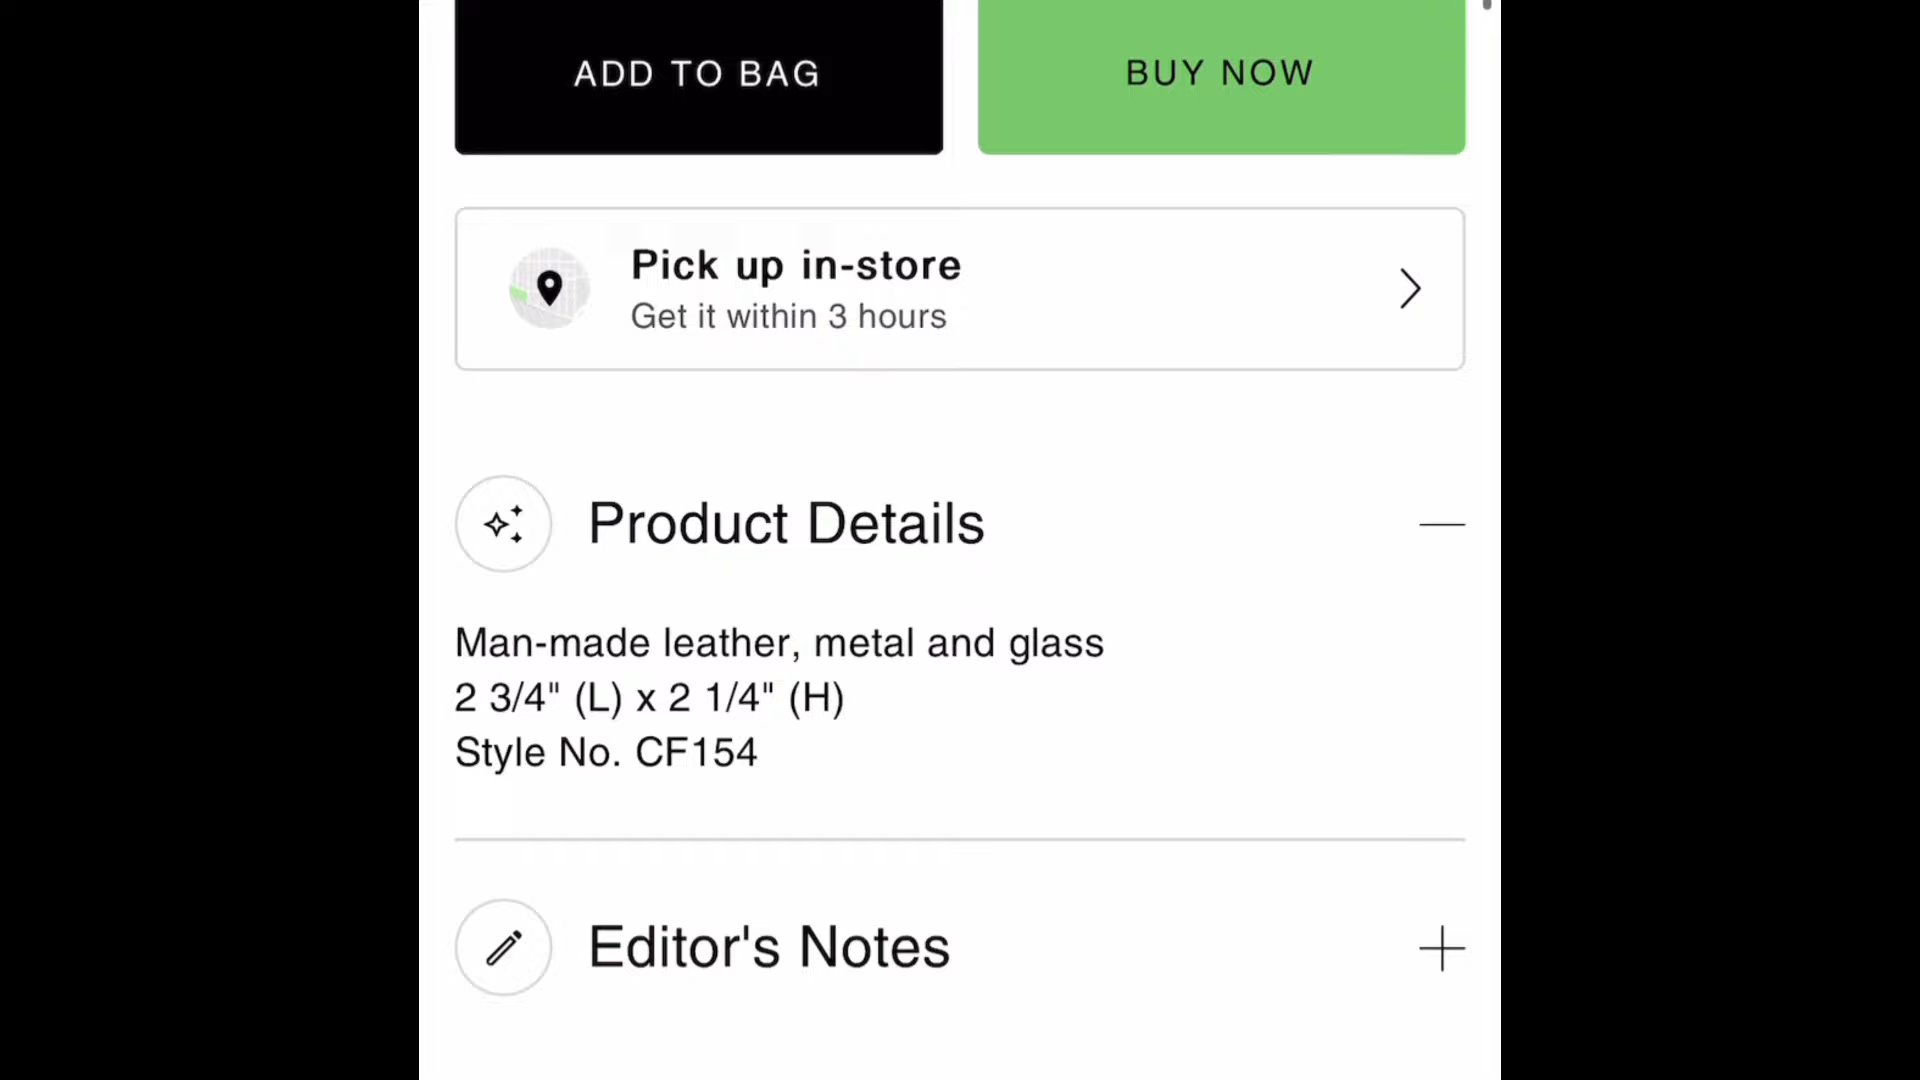 ADD TO BAG
BUY NOW
Pick up in-store
Get it within 3 hours
Product Details
Man-made leather, metal and glass
2 3/4" (L) x 2 1/4" (H)
Style No. CF154
Editor's Notes